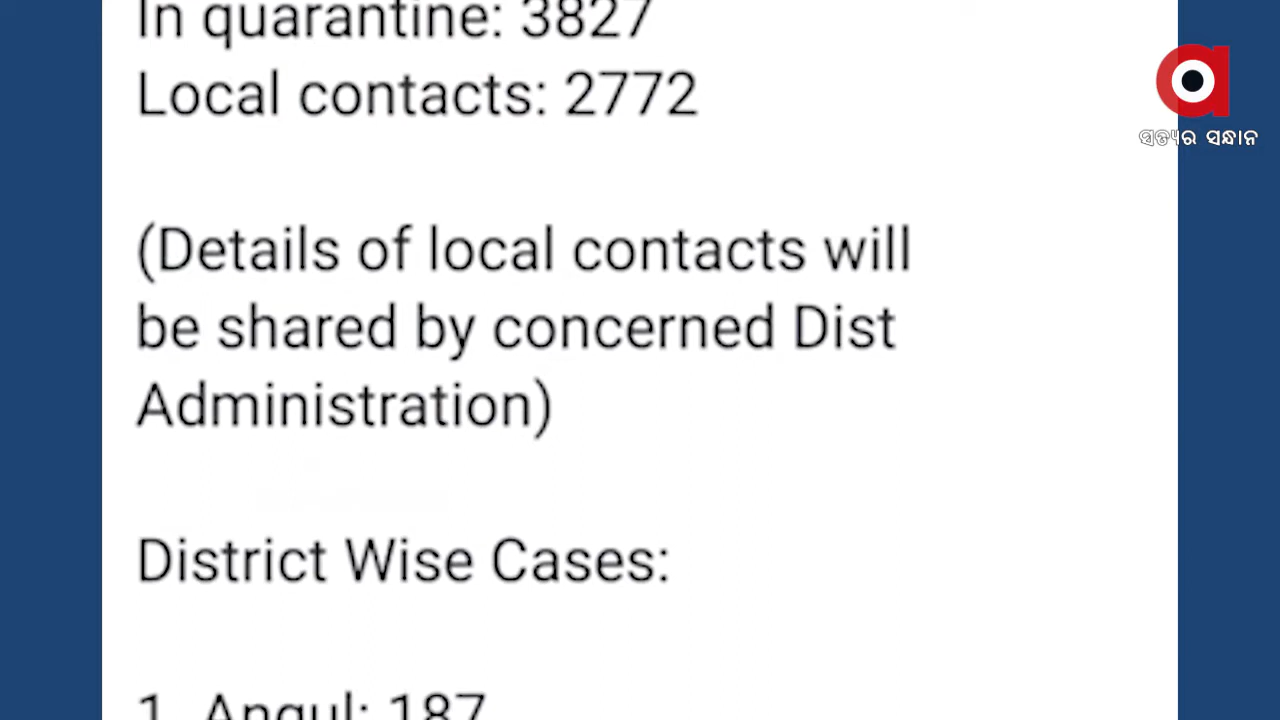 In quarantine: 3827
Local contacts: 2772
ସତ୍ୟର ସନ୍ଧାନ
(Details of local contacts will
be shared by concerned Dist
Administration)
District Wise Cases:
1. Angul: 187